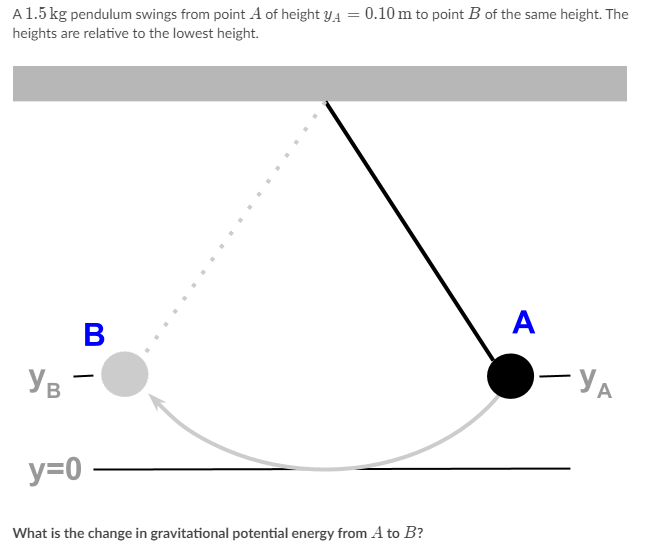 A 1.5 kg pendulum swings from point A of height y_A = 0.10 m to point B of the same height. The
heights are relative to the lowest height.
B
A
y_B
y_A
y=0
What is the change in gravitational potential energy from A to B?